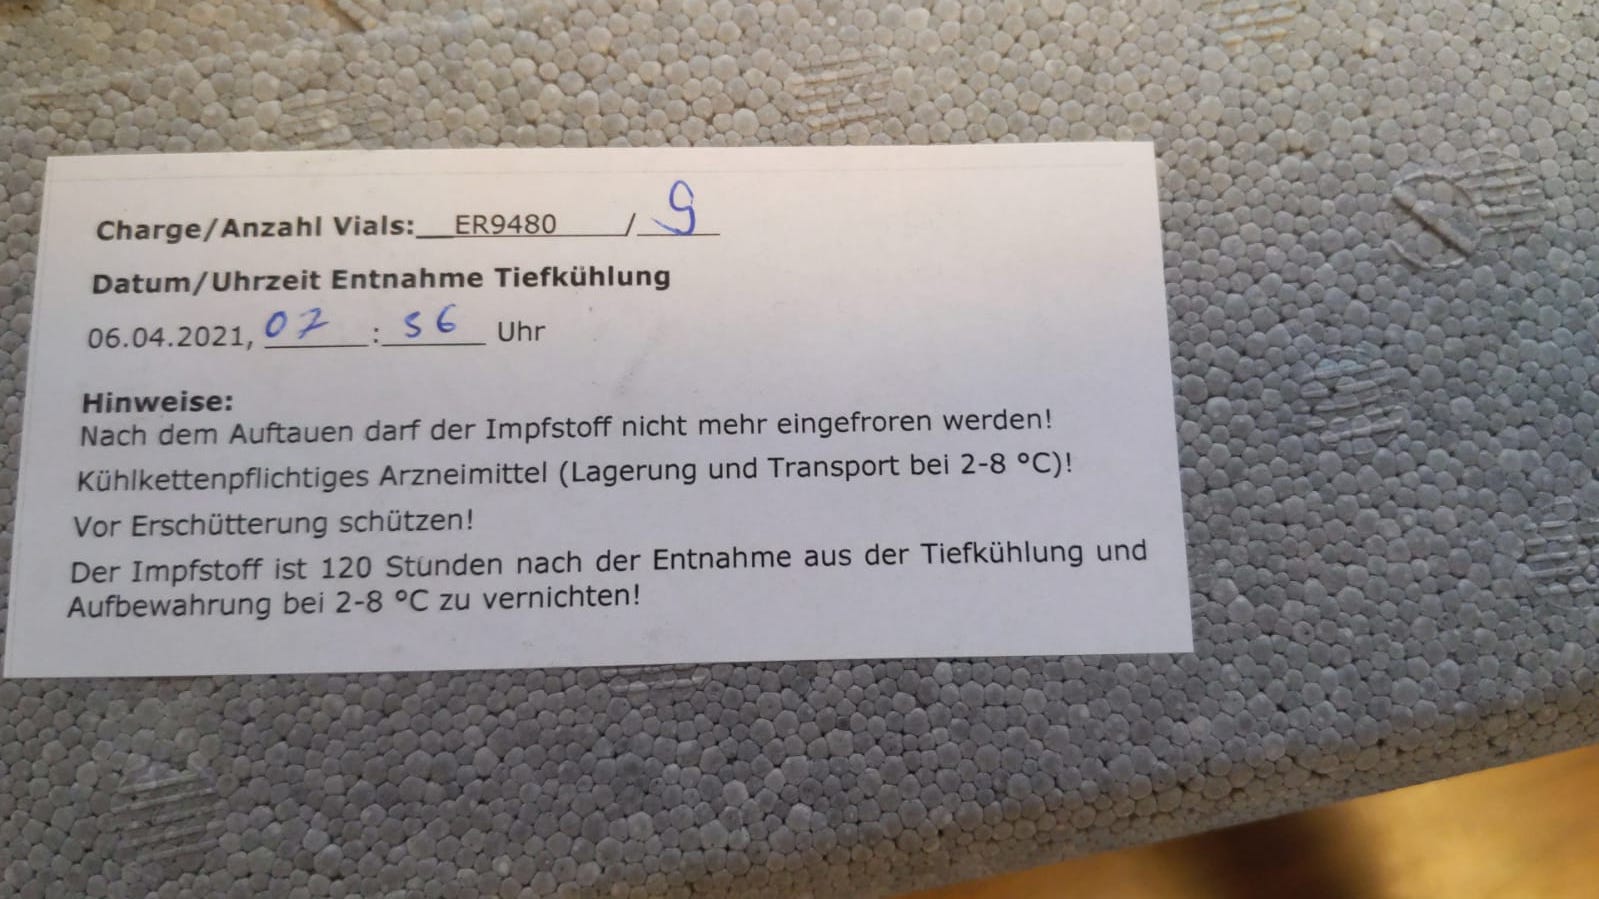 Charge/Anzahl Vials: ER9480 / 9
Datum/Uhrzeit Entnahme Tiefkühlung
06.04.2021, 07 : 56 Uhr
Hinweise:
Nach dem Auftauen darf der Impfstoff nicht mehr eingefroren werden!
Kühlkettenpflichtiges Arzneimittel (Lagerung und Transport bei 2-8 °C)!
Vor Erschütterung schützen!
Der Impfstoff ist 120 Stunden nach der Entnahme aus der Tiefkühlung und
Aufbewahrung bei 2-8 °C zu vernichten!